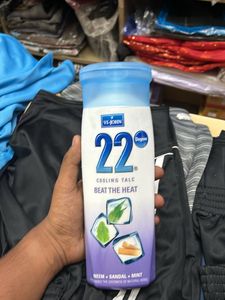 VI-JOHN
22
Degree
COOLING TALC
BEAT THE HEAT
NEEM • SANDAL • MINT